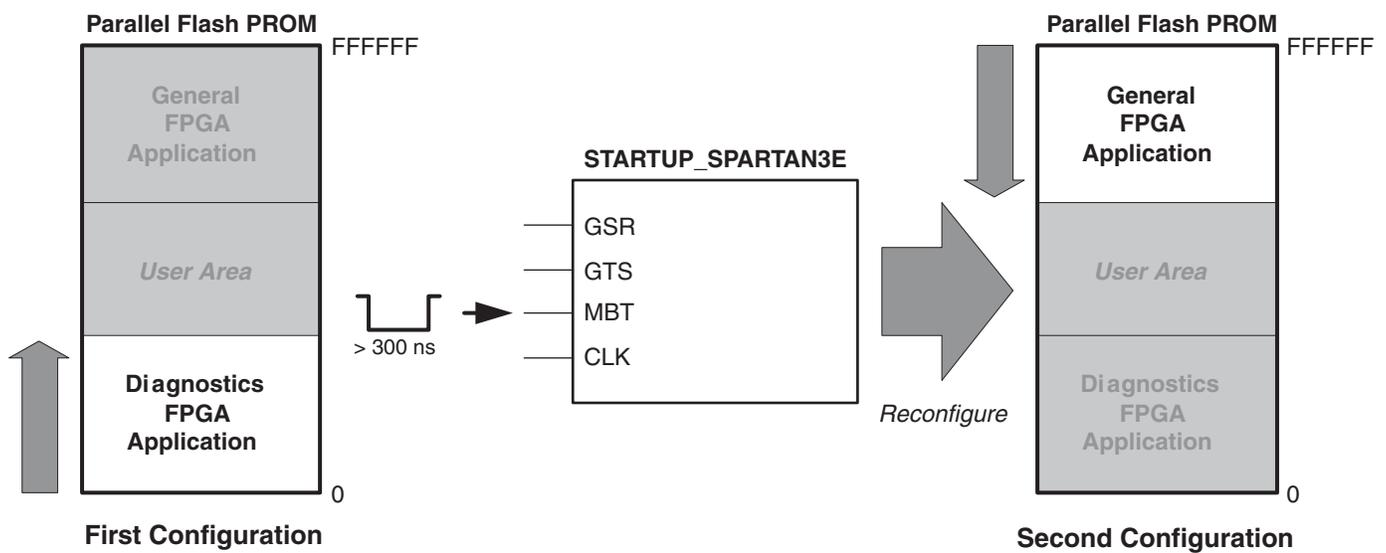 Parallel Flash PROM
FFFFFF
General
FPGA
Application
User Area
Diagnostics
FPGA
Application
0
First Configuration
> 300 ns
STARTUP_SPARTAN3E
GSR
GTS
MBT
CLK
Reconfigure
Parallel Flash PROM
FFFFFF
General
FPGA
Application
User Area
Diagnostics
FPGA
Application
0
Second Configuration